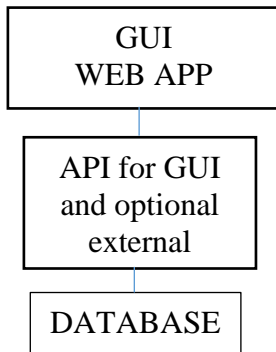 GUI
WEB APP
API for GUI
and optional
external
DATABASE